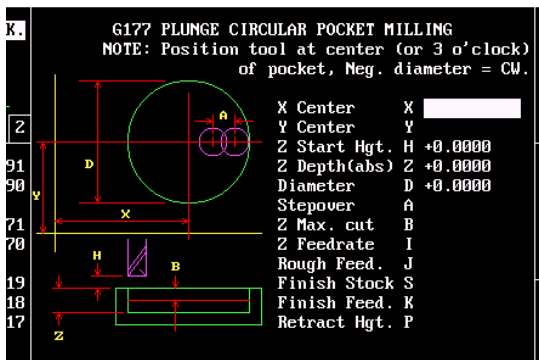 K.
G177 PLUNGE CIRCULAR POCKET MILLING
NOTE: Position tool at center (or 3 o'clock)
of pocket, Neg. diameter = CW.
X Center X
2
Y Center Y
Z Start Hgt. H +0.0000
91
Z Depth(abs) Z +0.0000
90
Diameter D +0.0000
Stepover A
71
Z Max. cut B
70
Z Feedrate I
Rough Feed. J
19
Finish Stock S
18
Finish Feed. K
17
Retract Hgt. P
A
D
Y
X
H
B
Z